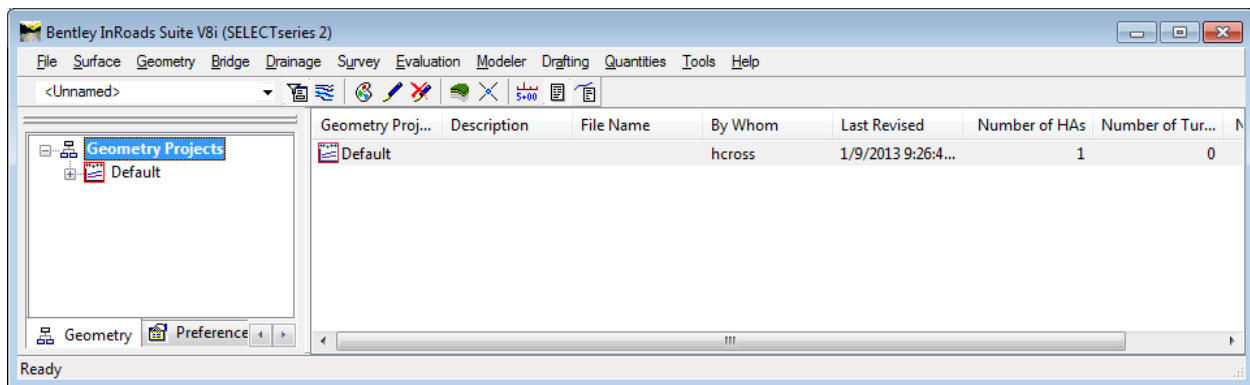 Bentley InRoads Suite V8i (SELECTseries 2)
File Surface Geometry Bridge Drainage Survey Evaluation Modeler Drafting Quantities Tools Help
<Unnamed>
5+00
Geometry Proj... Description File Name By Whom Last Revised Number of HAs Number of Tur... N
Geometry Projects
Default hcross 1/9/2013 9:26:4... 1 0
Default
Geometry Preference
Ready